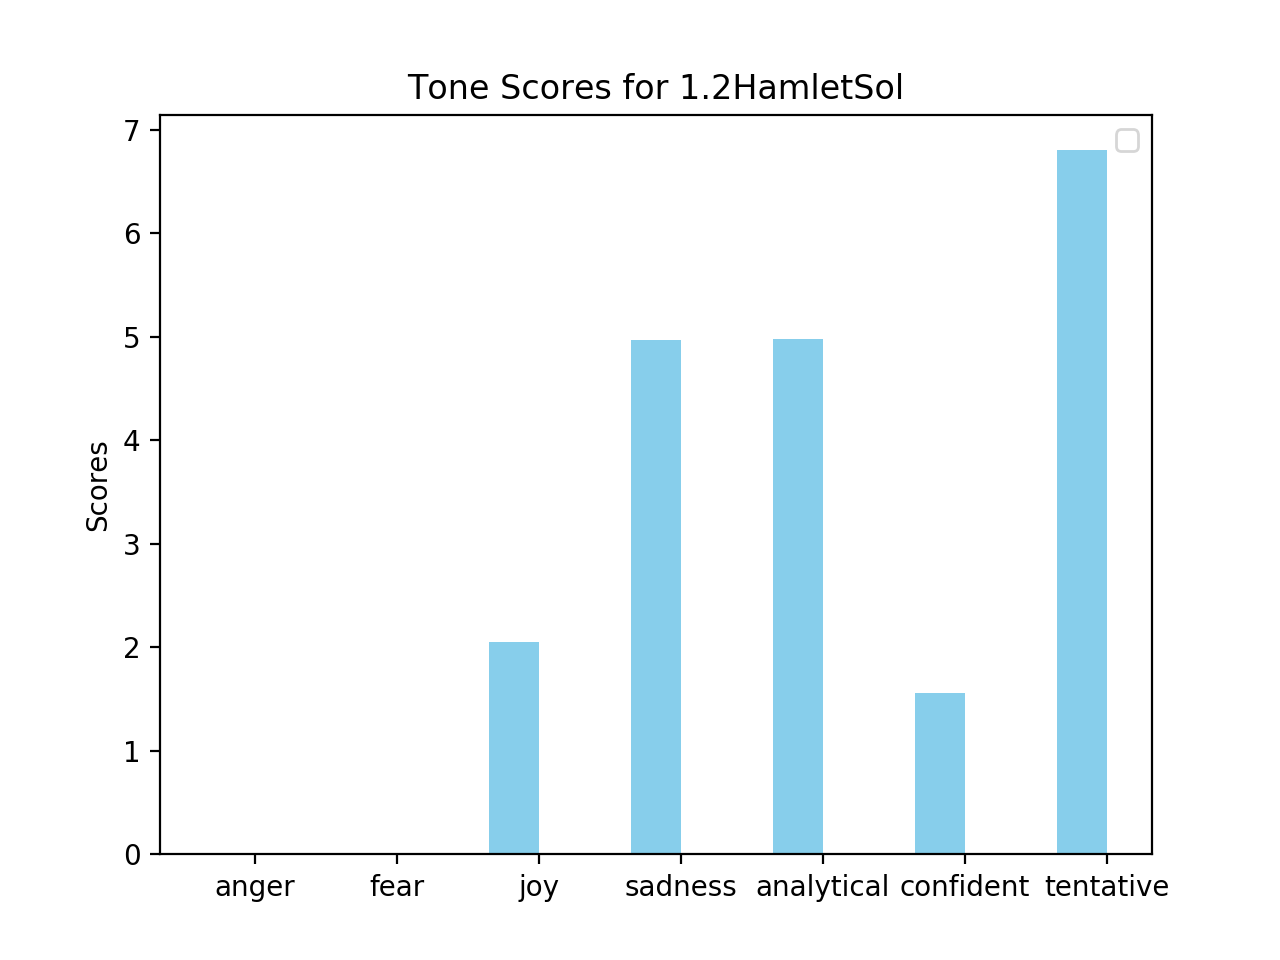 Tone Scores for 1.2HamletSol
7
6
5
4
3
2
1
0
Scores
anger fear joy sadness analytical confident tentative